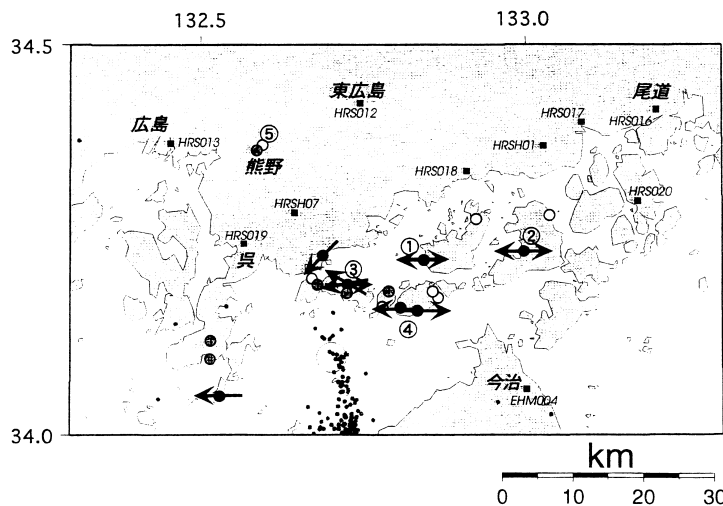 132.5 133.0
34.5
尾道
東広島
HRS017 HRS016
HRS012
広島
⑤
HRS013
HRSH01
熊野
HRS018
HRS020
HRSH07
HRS019
① ②
呉
③
④
今治
EHM004
34.0
km
0 10 20 30